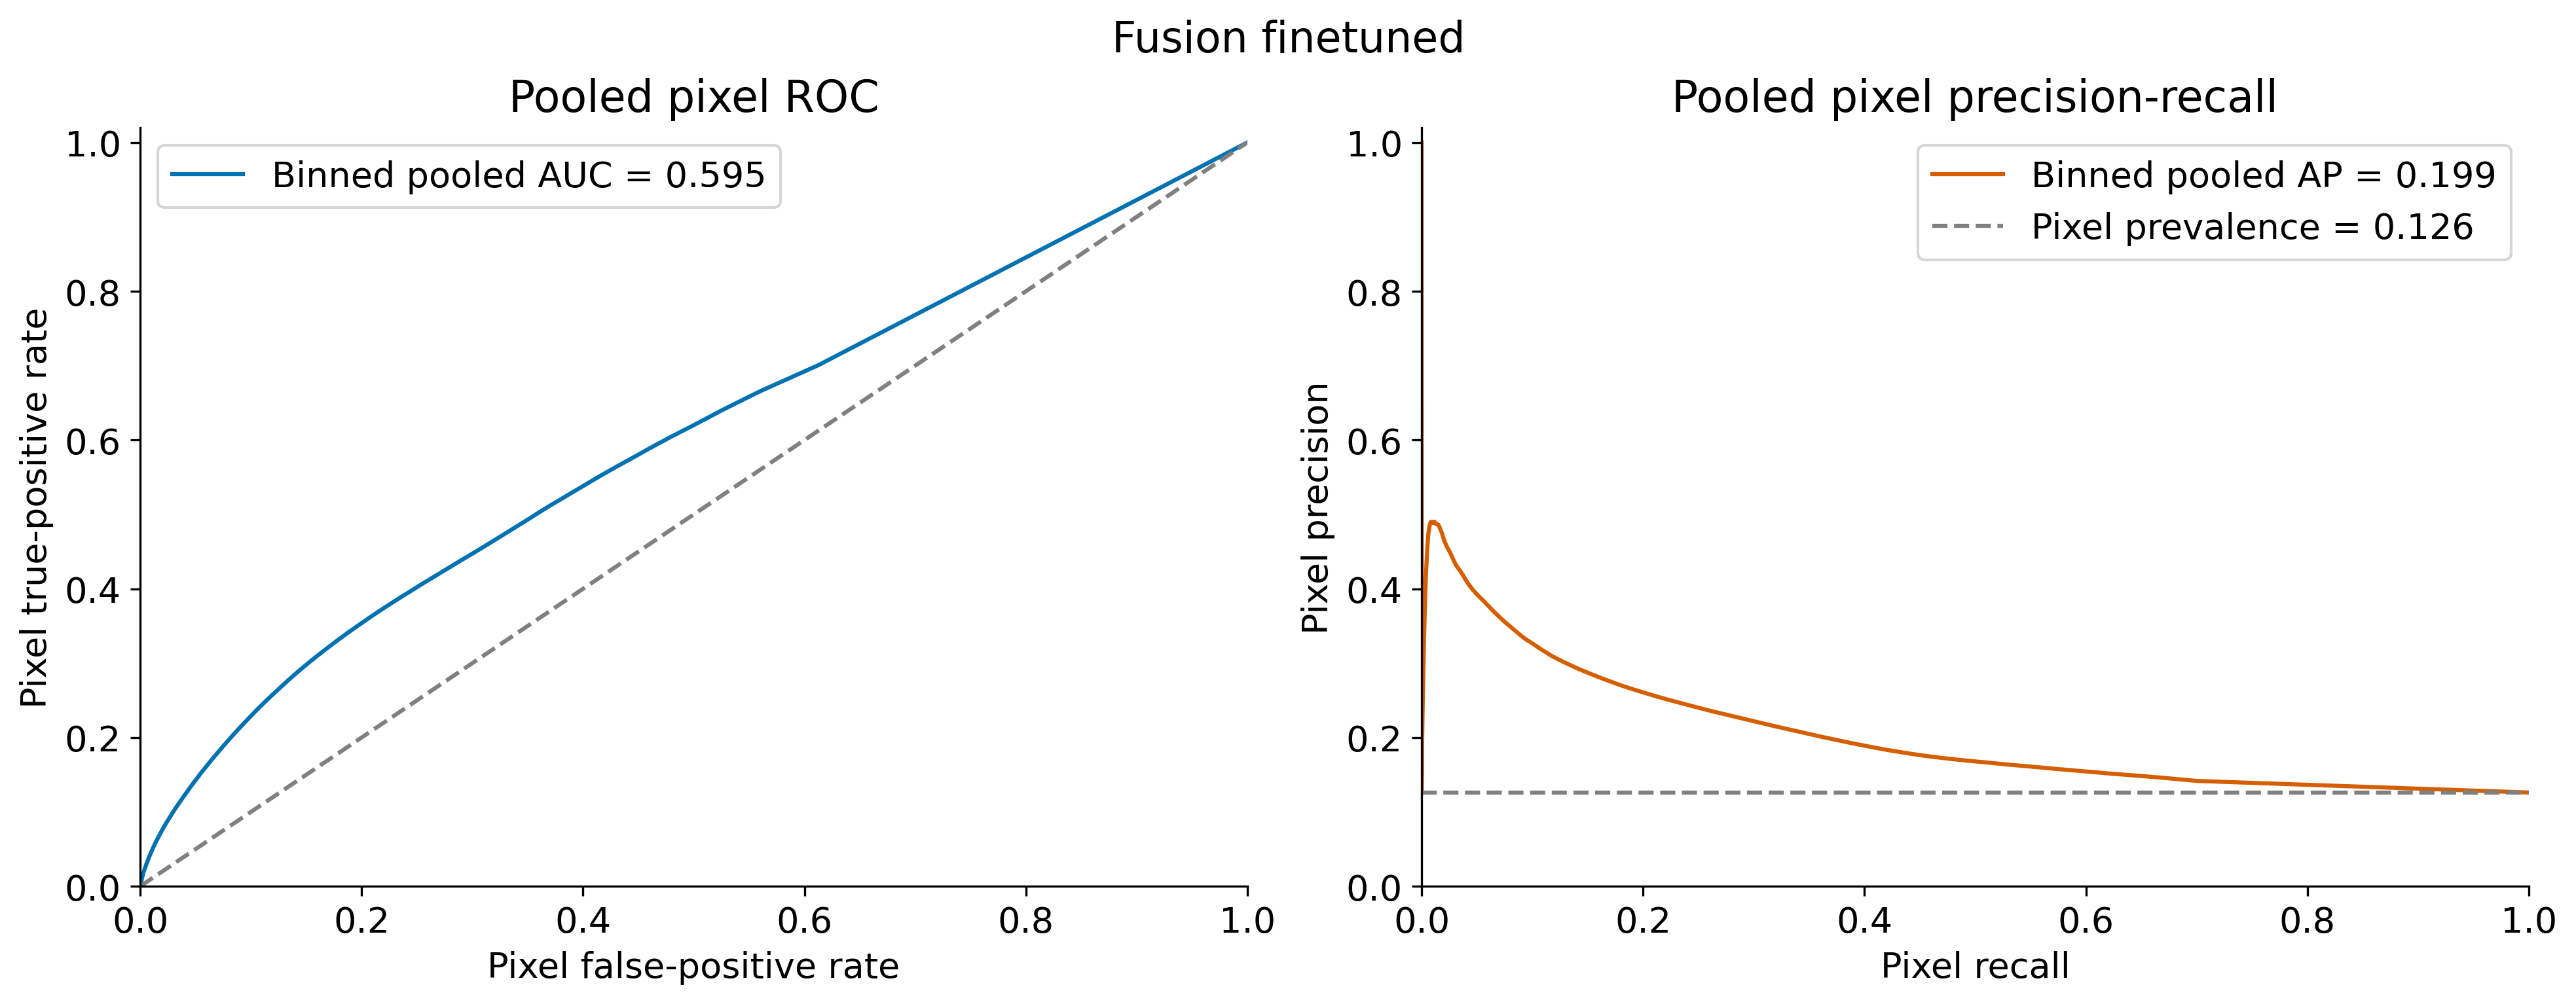 Fusion finetuned
Pooled pixel ROC
1.0
0.8
0.6
0.4
0.2
0.0
Pixel true-positive rate
Binned pooled AUC = 0.595
0.0 0.2 0.4 0.6 0.8 1.0
Pixel false-positive rate
Pooled pixel precision-recall
1.0
0.8
0.6
0.4
0.2
0.0
Pixel precision
Binned pooled AP = 0.199
Pixel prevalence = 0.126
0.0 0.2 0.4 0.6 0.8 1.0
Pixel recall